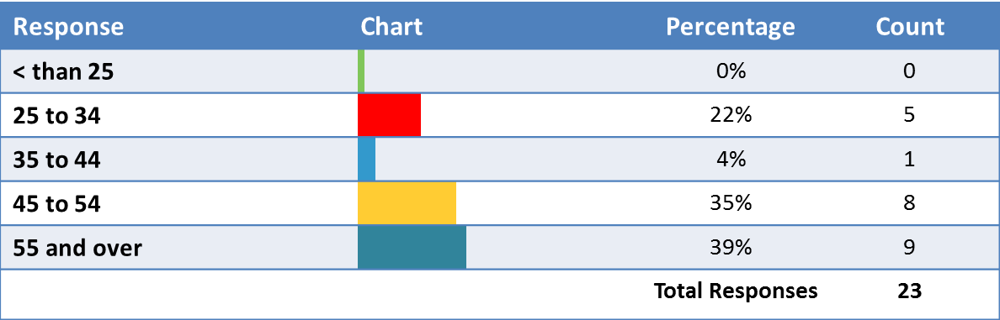 Response Chart Percentage Count
< than 25 0% 0
25 to 34 22% 5
35 to 44 4% 1
45 to 54 35% 8
55 and over 39% 9
Total Responses 23